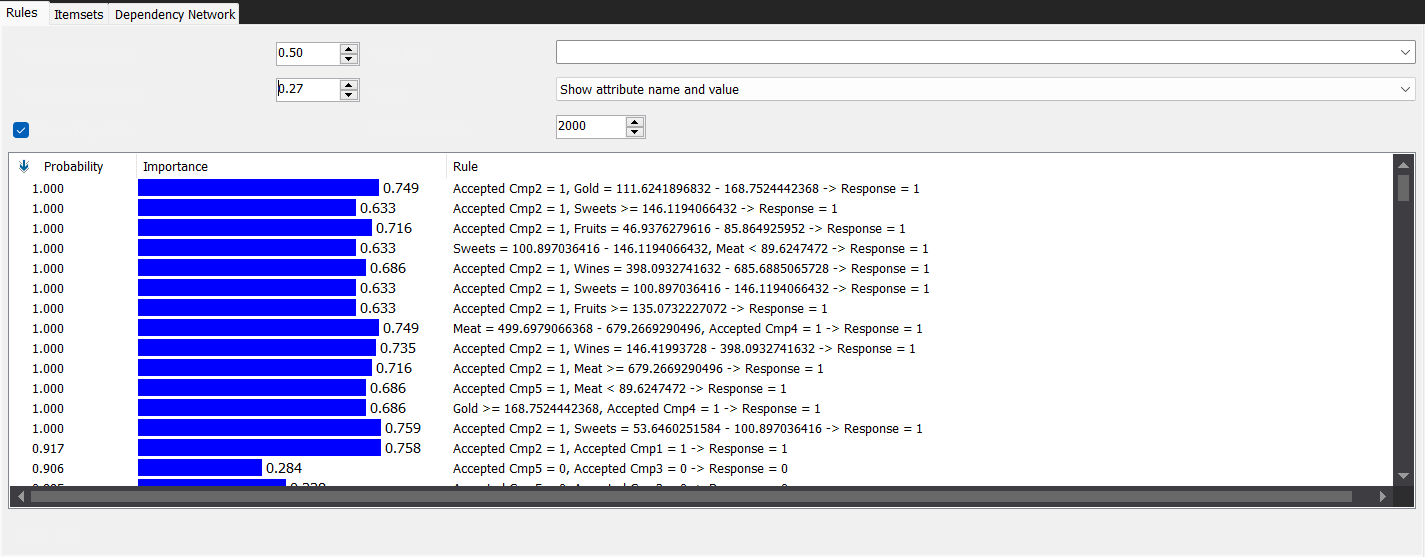 Rules Itemsets Dependency Network
0.50
0.27 Show attribute name and value
2000
Probability Importance Rule
1.000 0.749 Accepted Cmp2 = 1, Gold = 111.6241896832 - 168.7524442368 -> Response = 1
1.000 0.633 Accepted Cmp2 = 1, Sweets >= 146.1194066432 -> Response = 1
1.000 0.716 Accepted Cmp2 = 1, Fruits = 46.9376279616 - 85.864925952 -> Response = 1
1.000 0.633 Sweets = 100.897036416 - 146.1194066432, Meat < 89.6247472 -> Response = 1
1.000 0.686 Accepted Cmp2 = 1, Wines = 398.0932741632 - 685.6885065728 -> Response = 1
1.000 0.633 Accepted Cmp2 = 1, Sweets = 100.897036416 - 146.1194066432 -> Response = 1
1.000 0.633 Accepted Cmp2 = 1, Fruits >= 135.0732227072 -> Response = 1
1.000 0.749 Meat = 499.6979066368 - 679.2669290496, Accepted Cmp4 = 1 -> Response = 1
1.000 0.735 Accepted Cmp2 = 1, Wines = 146.41993728 - 398.0932741632 -> Response = 1
1.000 0.716 Accepted Cmp2 = 1, Meat >= 679.2669290496 -> Response = 1
1.000 0.686 Accepted Cmp5 = 1, Meat < 89.6247472 -> Response = 1
1.000 0.686 Gold >= 168.7524442368, Accepted Cmp4 = 1 -> Response = 1
1.000 0.759 Accepted Cmp2 = 1, Sweets = 53.6460251584 - 100.897036416 -> Response = 1
0.917 0.758 Accepted Cmp2 = 1, Accepted Cmp1 = 1 -> Response = 1
0.906 0.284 Accepted Cmp5 = 0, Accepted Cmp3 = 0 -> Response = 0